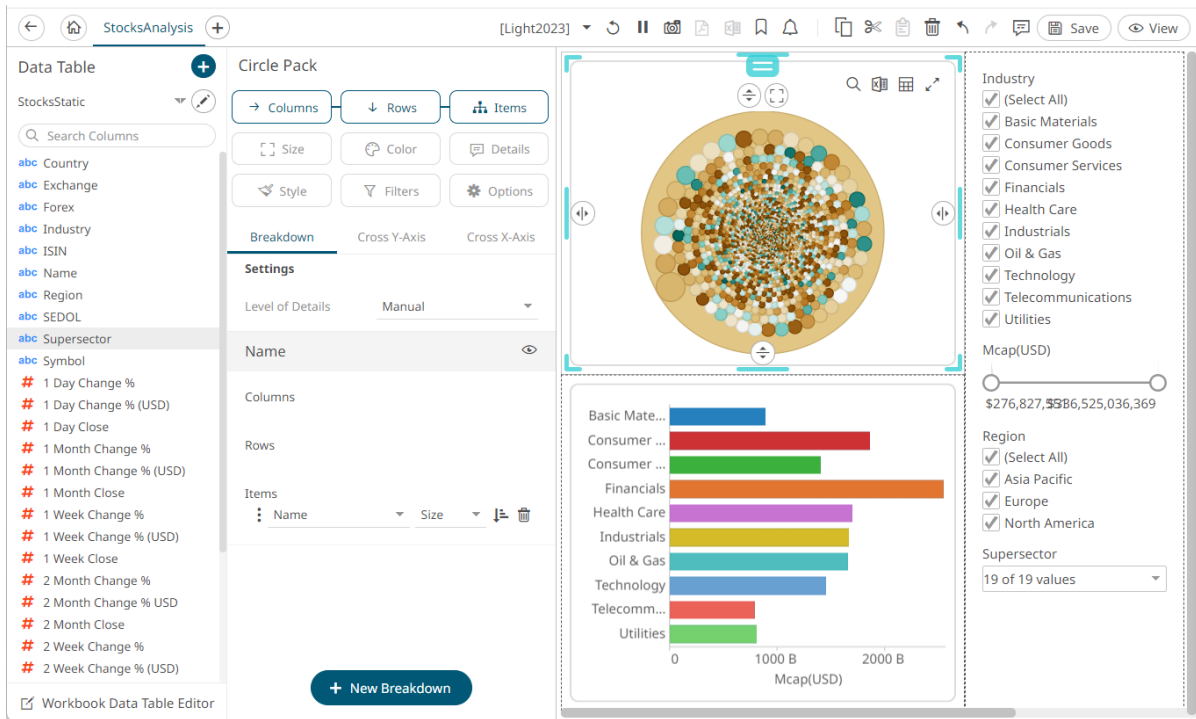 StocksAnalysis
[Light2023]
Save
View
Data Table
StocksStatic
Search Columns
abc Country
abc Exchange
abc Forex
abc Industry
abc ISIN
abc Name
abc Region
abc SEDOL
abc Supersector
abc Symbol
# 1 Day Change %
# 1 Day Change % (USD)
# 1 Day Close
# 1 Month Change %
# 1 Month Change % (USD)
# 1 Month Close
# 1 Week Change %
# 1 Week Change % (USD)
# 1 Week Close
# 2 Month Change %
# 2 Month Change % USD
# 2 Month Close
# 2 Week Change %
# 2 Week Change % (USD)
Workbook Data Table Editor
Circle Pack
Columns
Rows
Items
Size
Color
Details
Style
Filters
Options
Breakdown
Cross Y-Axis
Cross X-Axis
Settings
Level of Details
Manual
Name
Columns
Rows
Items
Name
Size
New Breakdown
Basic Mate...
Consumer ...
Consumer ...
Financials
Health Care
Industrials
Oil & Gas
Technology
Telecomm...
Utilities
0
1000 B
2000 B
Mcap(USD)
Industry
(Select All)
Basic Materials
Consumer Goods
Consumer Services
Financials
Health Care
Industrials
Oil & Gas
Technology
Telecommunications
Utilities
Mcap(USD)
Region
(Select All)
Asia Pacific
Europe
North America
Supersector
19 of 19 values